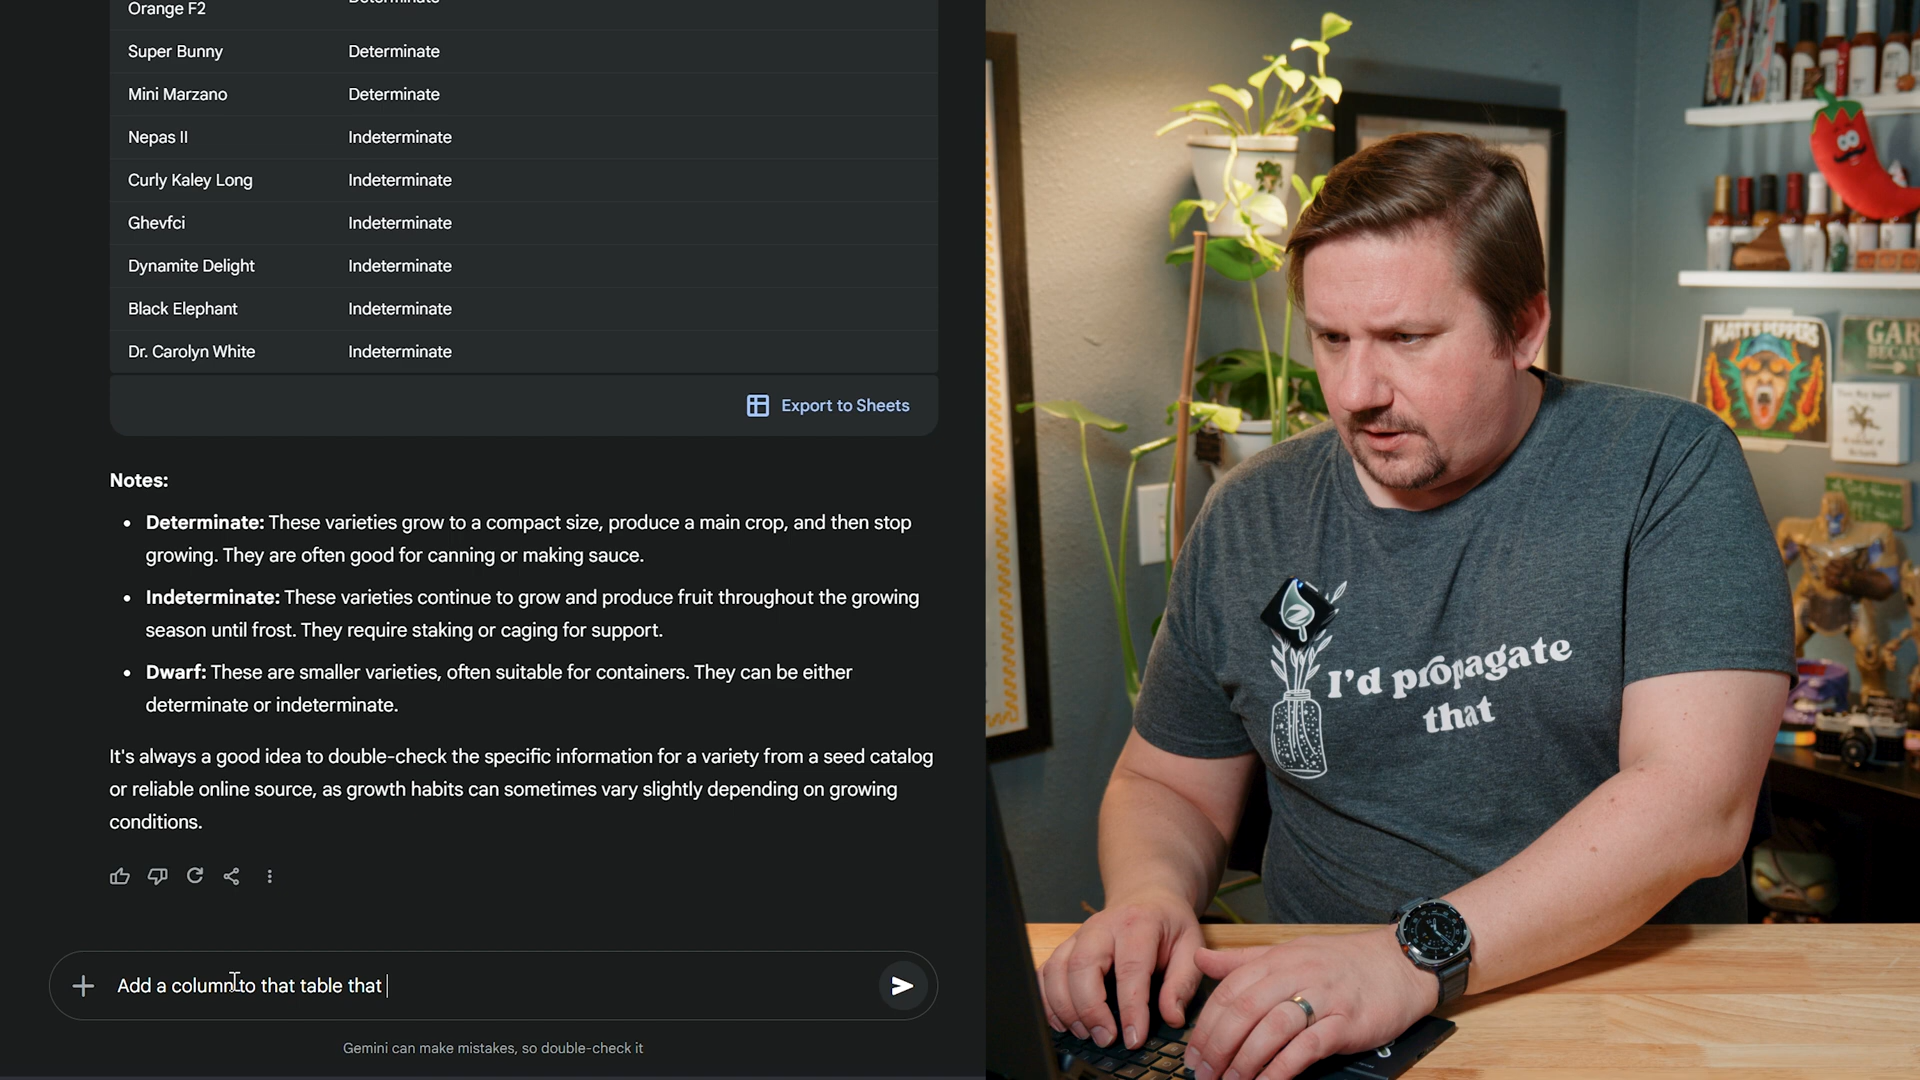 Orange F2
Super Bunny Determinate
Mini Marzano Determinate
Nepas II Indeterminate
Curly Kaley Long Indeterminate
Ghevfci Indeterminate
Dynamite Delight Indeterminate
Black Elephant Indeterminate
Dr. Carolyn White Indeterminate
Export to Sheets
Notes:
• Determinate: These varieties grow to a compact size, produce a main crop, and then stop
growing. They are often good for canning or making sauce.
• Indeterminate: These varieties continue to grow and produce fruit throughout the growing
season until frost. They require staking or caging for support.
• Dwarf: These are smaller varieties, often suitable for containers. They can be either
determinate or indeterminate.
It's always a good idea to double-check the specific information for a variety from a seed catalog
or reliable online source, as growth habits can sometimes vary slightly depending on growing
conditions.
Add a column to that table that
Gemini can make mistakes, so double-check it
I'd propagate
that
MATT'S PEPPERS
GAR
BECAU